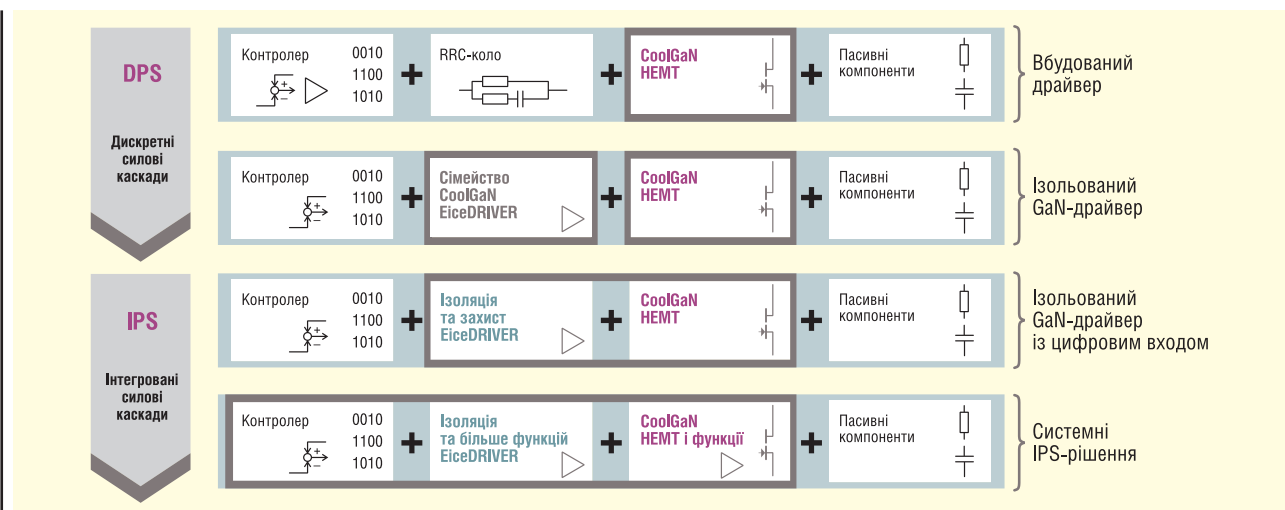 DPS
Дискретні
силові
каскади
Контролер
0010
1100
1010
+
–
+
RRC-коло
+
CoolGaN
HEMT
+
Пасивні
компоненти
Вбудований
драйвер
Контролер
0010
1100
1010
+
–
+
Сімейство
CoolGaN
EiceDRIVER
+
CoolGaN
HEMT
+
Пасивні
компоненти
Ізольований
GaN-драйвер
IPS
Інтегровані
силові
каскади
Контролер
0010
1100
1010
+
–
+
Ізоляція
та захист
EiceDRIVER
+
CoolGaN
HEMT
+
Пасивні
компоненти
Ізольований
GaN-драйвер
із цифровим входом
Контролер
0010
1100
1010
+
–
+
Ізоляція
та більше функцій
EiceDRIVER
+
CoolGaN
HEMT і функції
+
Пасивні
компоненти
Системні
IPS-рішення